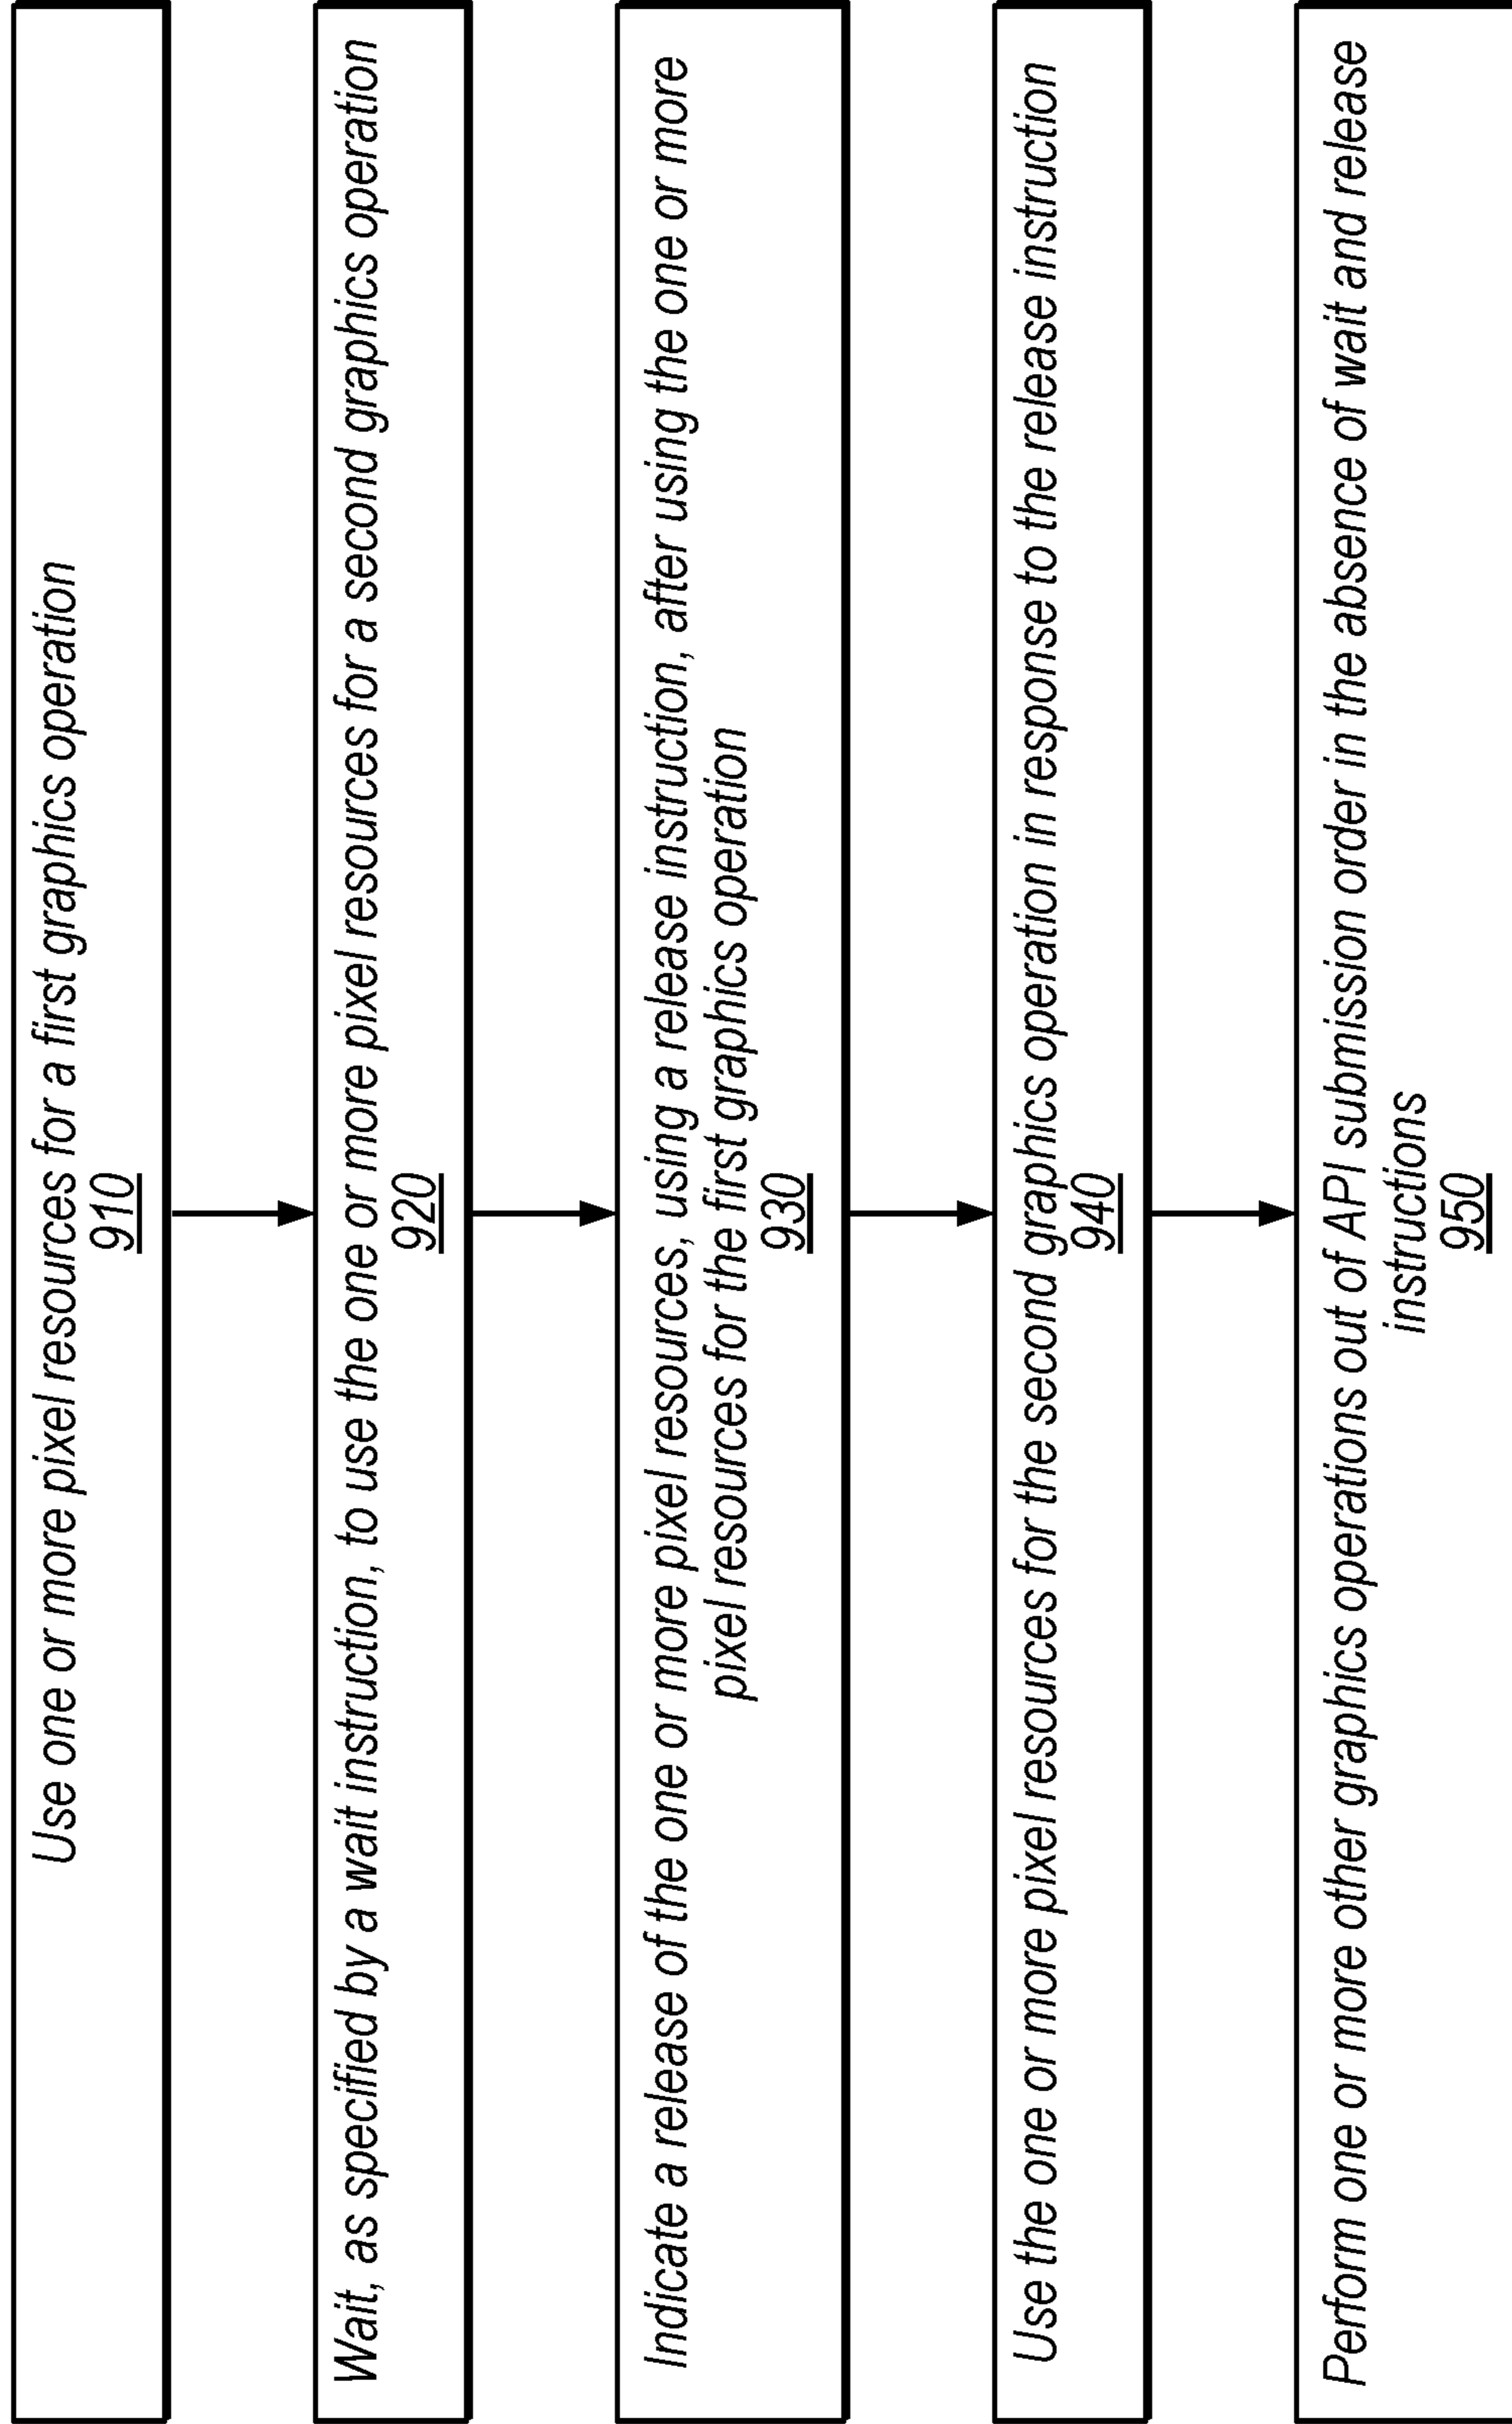 Use one or more pixel resources for a first graphics operation
910
Wait, as specified by a wait instruction, to use the one or more pixel resources for a second graphics operation
920
Indicate a release of the one or more pixel resources, using a release instruction, after using the one or more
pixel resources for the first graphics operation
930
Use the one or more pixel resources for the second graphics operation in response to the release instruction
940
Perform one or more other graphics operations out of API submission order in the absence of wait and release
instructions
950